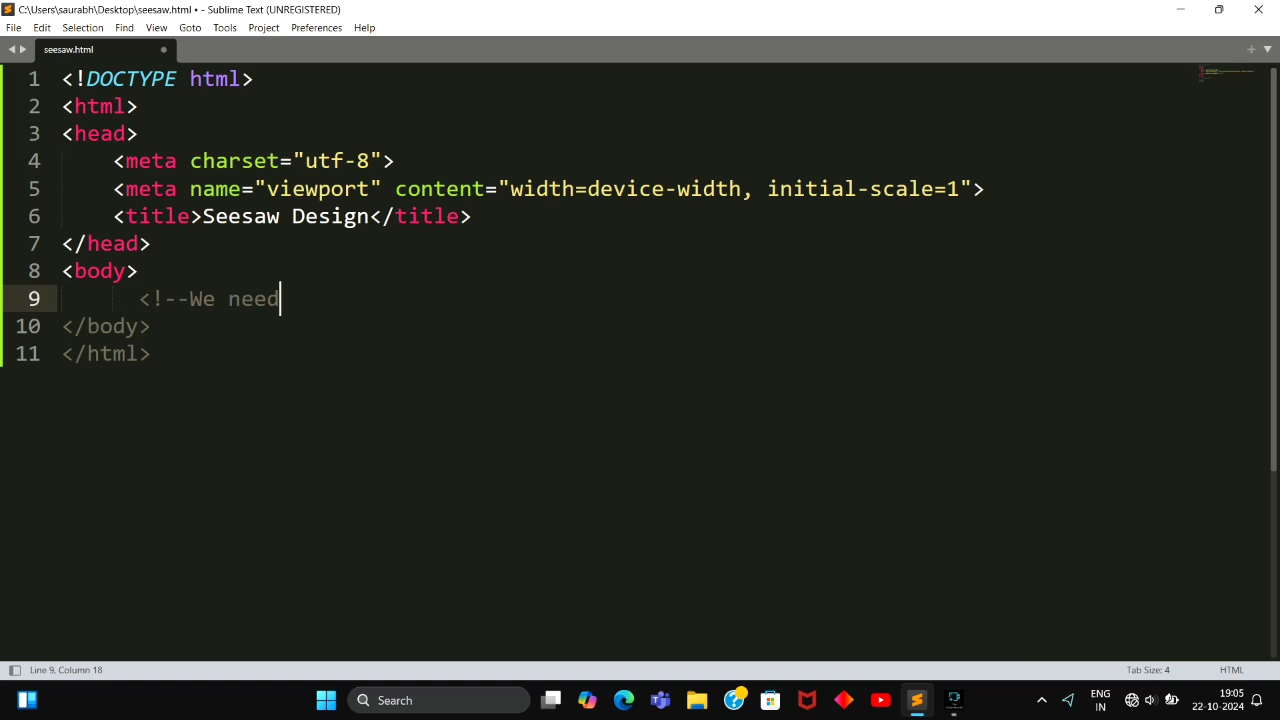 C:\Users\saurabh\Desktop\seesaw.html • - Sublime Text (UNREGISTERED)
File Edit Selection Find View Goto Tools Project Preferences Help
seesaw.html
1 <!DOCTYPE html>
2 <html>
3 <head>
4 <meta charset="utf-8">
5 <meta name="viewport" content="width=device-width, initial-scale=1">
6 <title>Seesaw Design</title>
7 </head>
8 <body>
9 <!--We need
10 </body>
11 </html>
Line 9, Column 18 Tab Size: 4 HTML
Search
ENG 19:05
IN 22-10-2024